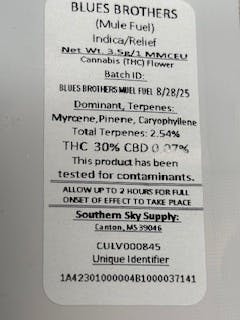 BLUES BROTHERS
(Mule Fuel)
Indica/Relief
Net Wt. 3.5g/1 MMCEU
Cannabis (THC) Flower
Batch ID:
BLUES BROTHERS MUEL FUEL 8/28/25
Dominant, Terpenes:
Myrcene,Pinene, Caryophyllene
Total Terpenes: 2.54%
THC 30% CBD 0.07%
This product has been
tested for contaminants.
ALLOW UP TO 2 HOURS FOR FULL
ONSET OF EFFECT TO TAKE PLACE
Southern Sky Supply:
Canton, MS 39046
CULV000845
Unique Identifier
1A42301000004B1000037141